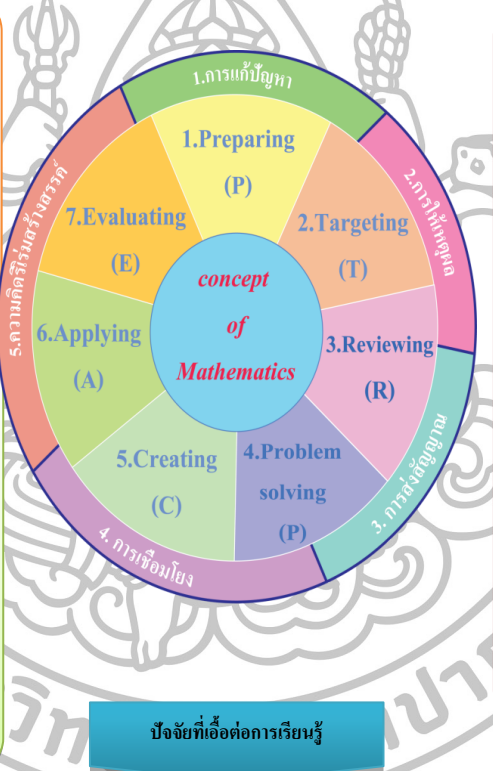 1.การแก้ปัญหา
2.การให้เหตุผล
3. การส่งสัญญาณ
4. การเชื่อมโยง
5.ความคิดริเริ่มสร้างสรรค์
1.Preparing
(P)
2.Targeting
(T)
3.Reviewing
(R)
4.Problem
solving
(P)
5.Creating
(C)
6.Applying
(A)
7.Evaluating
(E)
concept
of
Mathematics
ปัจจัยที่เอื้อต่อการเรียนรู้